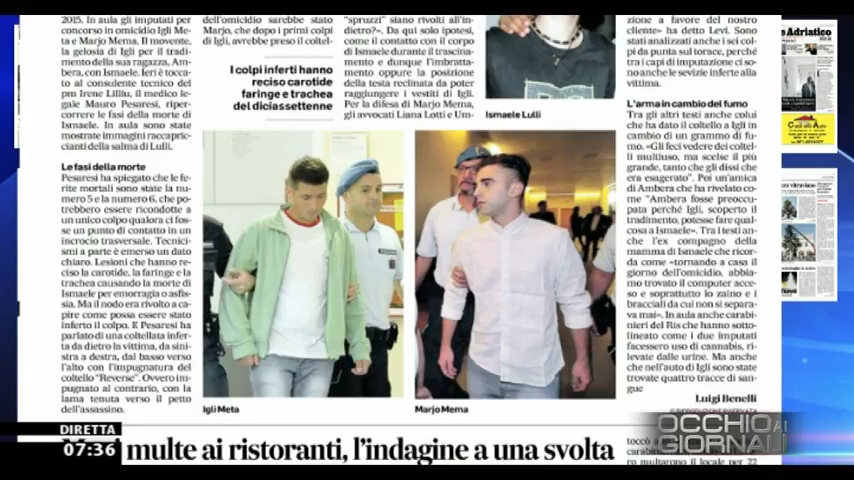 2015. In aula gli imputati per
concorso in omicidio Igli Me-
ta e Marjo Mema. Il movente,
la gelosia di Igli per il tradi-
mento della sua ragazza, Am-
bera, con Ismaele. Ieri è tocca-
to al consulente tecnico del
pm Irene Lilliu, il medico le-
gale Mauro Pesaresi, riper-
correre le fasi della morte di
Ismaele. In aula sono state
mostrate immagini raccapric-
cianti della salma di Lulli.
Le fasi della morte
Pesaresi ha spiegato che le fe-
rite mortali sono state la nu-
mero 5 e la numero 6, che po-
trebbero essere ricondotte a
un unico colpo qualora ci fos-
se un punto di contatto in un
incrocio trasversale. Tecnici-
smi a parte è emerso un dato
chiaro. Lesioni che hanno re-
ciso la carotide, la faringe e la
trachea causando la morte di
Ismaele per emorragia o asfis-
sia. Ma il nodo era rivolto a ca-
pire come possa essere stato
inferto il colpo. E Pesaresi ha
parlato di una coltellata infer-
ta da dietro la vittima, da sini-
stra a destra, dal basso verso
l'alto con l'impugnatura del
coltello "Reverse". Ovvero im-
pugnato al contrario, con la
lama tenuta verso il petto
dell'assassino.
dell'omicidio sarebbe stato
Marjo, che dopo i primi colpi
di Igli, avrebbe preso il coltel-
I colpi inferti hanno
reciso carotide
faringe e trachea
del diciassettenne
"spruzzi" siano rivolti all'in-
dietro?». Da qui solo ipotesi,
come il contatto con il corpo
di Ismaele durante il trascina-
mento e dunque l'imbratta-
mento oppure la posizione
della testa reclinata da poter
raggiungere i vestiti di Igli.
Per la difesa di Marjo Mema,
gli avvocati Liana Lotti e Um-
Ismaele Lulli
Igli Meta
Marjo Mema
zione a favore del nostro
cliente» ha detto Levi. Sono
stati analizzati anche i sei col-
pi da punta sul torace, perché
tra i capi di imputazione ci so-
no anche le sevizie inferte alla
vittima.
L'arma in cambio del fumo
Tra gli altri testi anche colui
che ha dato il coltello a Igli in
cambio di un grammo di fu-
mo. «Gli feci vedere dei coltel-
li multiuso, ma scelse il più
grande, tanto che gli dissi che
era esagerato». Poi un'amica
di Ambera che ha rivelato co-
me "Ambera fosse preoccu-
pata perché Igli, scoperto il
tradimento, potesse fare qual-
cosa a Ismaele». Tra i testi an-
che l'ex compagno della
mamma di Ismaele che ricor-
da come «tornando a casa il
giorno dell'omicidio, abbia-
mo trovato il computer acce-
so e soprattutto lo zaino e i
bracciali da cui non si separa-
va mai». In aula anche carabi-
nieri del Ris che hanno sotto-
lineato come i due imputati
facessero uso di cannabis, ri-
levate dalle urine. Ma anche
che nell'auto di Igli sono state
trovate quattro tracce di san-
gue
Luigi Benelli
multe ai ristoranti, l'indagine a una svolta
DIRETTA
07:36
OCCHIO AI
GIORNALI
Adriatico